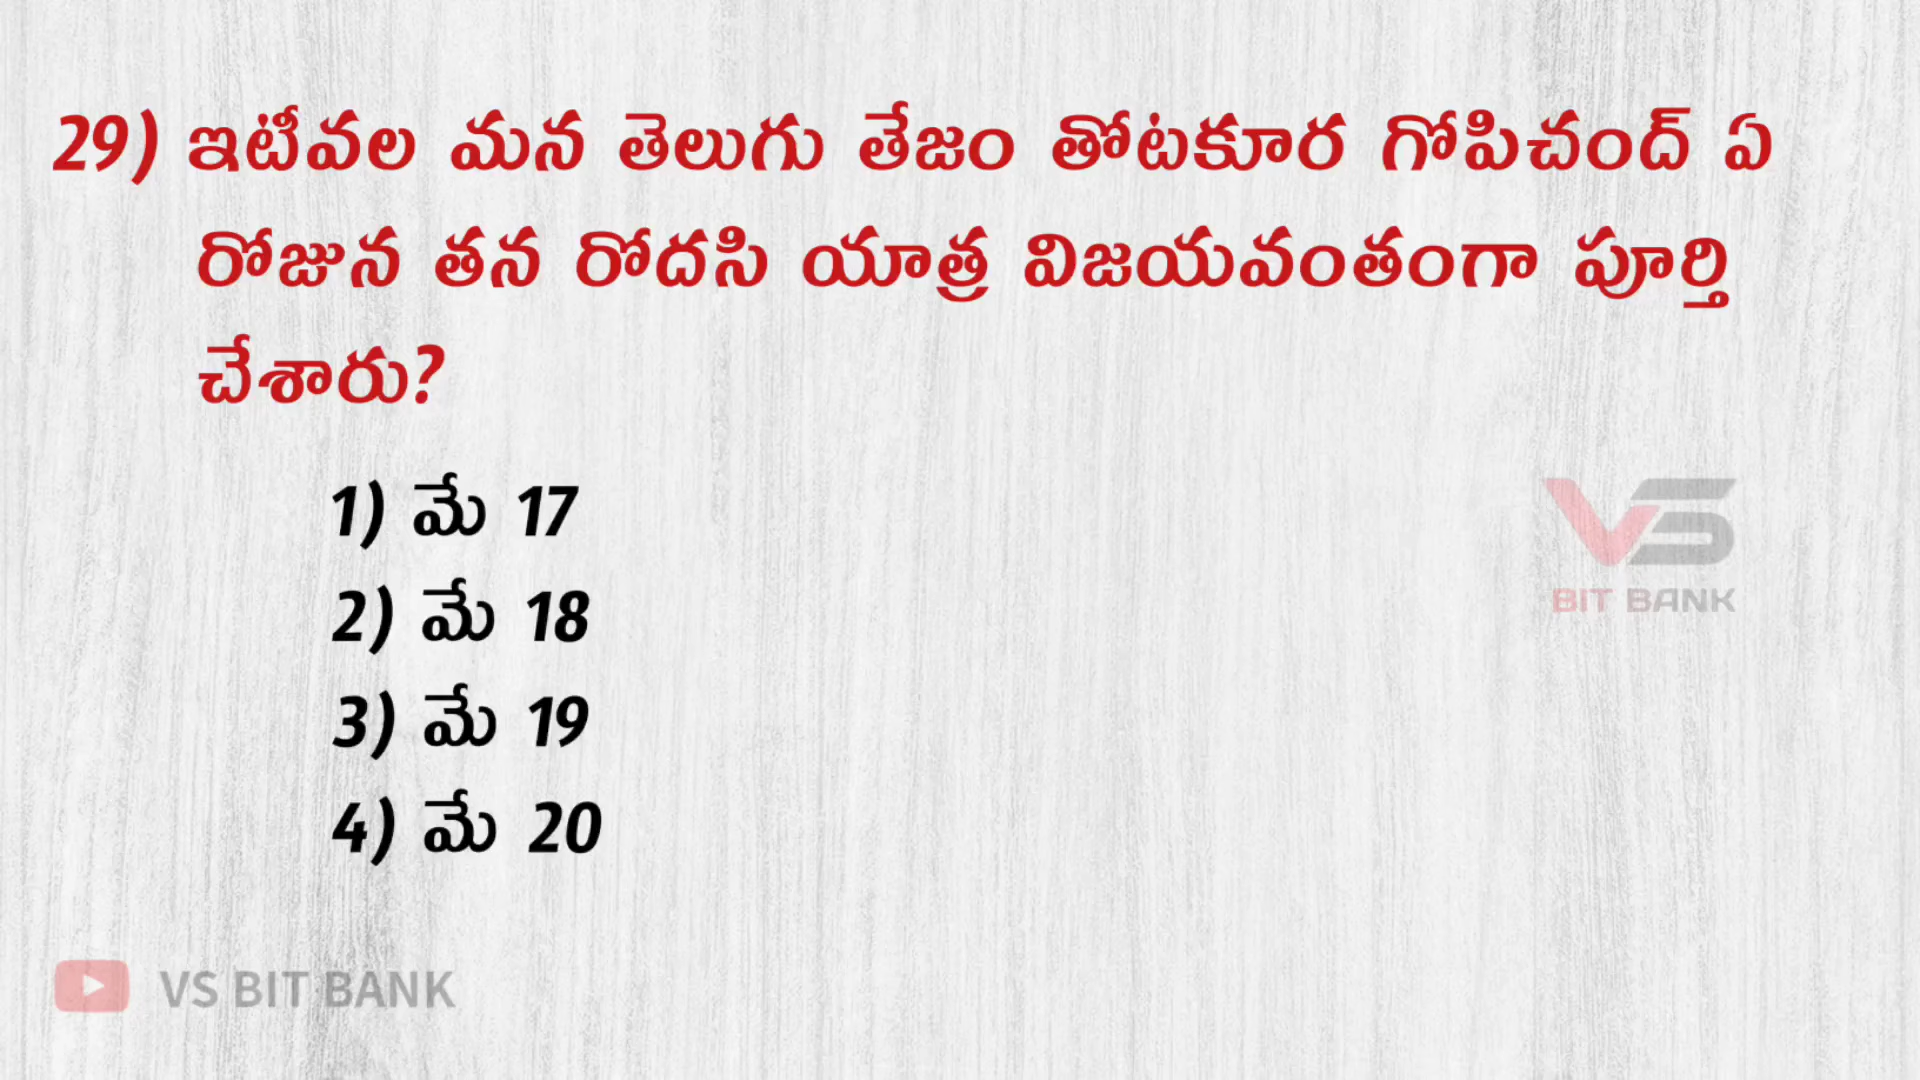 29) ఇటీవల మన తెలుగు తేజం తోటకూర గోపిచంద్ ఏ
రోజున తన రోదసి యాత్ర విజయవంతంగా పూర్తి
చేశారు?
1) మే 17
2) మే 18
3) మే 19
4) మే 20
VS
BIT BANK
VS BIT BANK